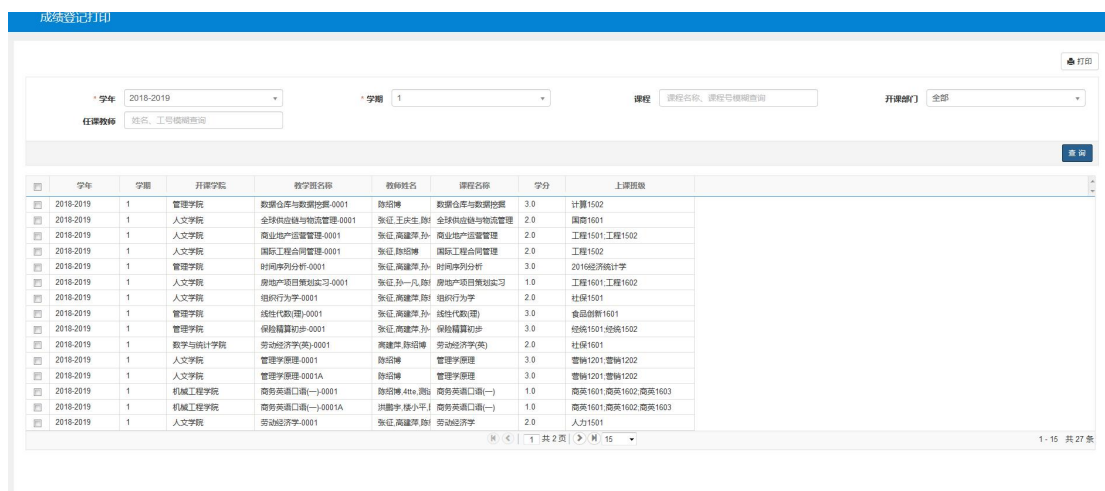 成绩登记打印
打印
* 学年 2018-2019 * 学期 1 课程 课程名称、课程号模糊查询 开课部门 全部
任课教师 姓名、工号模糊查询
查询
学年 学期 开课学院 教学班名称 教师姓名 课程名称 学分 上课班级
2018-2019 1 管理学院 数据仓库与数据挖掘-0001 陈绍博 数据仓库与数据挖掘 3.0 计算1502
2018-2019 1 人文学院 全球供应链与物流管理-0001 张征,王庆生,陈 全球供应链与物流管理 2.0 国商1601
2018-2019 1 人文学院 商业地产运营管理-0001 张征,高建萍,孙 商业地产运营管理 2.0 工程1501;工程1502
2018-2019 1 人文学院 国际工程合同管理-0001 张征,陈绍博 国际工程合同管理 2.0 工程1502
2018-2019 1 管理学院 时间序列分析-0001 张征,高建萍,孙 时间序列分析 3.0 2016经济统计学
2018-2019 1 人文学院 房地产项目策划实习-0001 张征,孙一凡,陈 房地产项目策划实习 1.0 工程1601;工程1602
2018-2019 1 人文学院 组织行为学-0001 张征,高建萍,陈 组织行为学 2.0 社保1501
2018-2019 1 管理学院 线性代数(理)-0001 张征,高建萍,孙 线性代数(理) 3.0 食品创新1601
2018-2019 1 管理学院 保险精算初步-0001 张征,高建萍,孙 保险精算初步 3.0 经统1501;经统1502
2018-2019 1 数学与统计学院 劳动经济学(英)-0001 高建萍,陈绍博 劳动经济学(英) 2.0 社保1601
2018-2019 1 人文学院 管理学原理-0001 陈绍博 管理学原理 3.0 营销1201;营销1202
2018-2019 1 人文学院 管理学原理-0001A 陈绍博 管理学原理 3.0 营销1201;营销1202
2018-2019 1 机械工程学院 商务英语口语(一)-0001 陈绍博,4tte,测 商务英语口语(一) 1.0 商英1601;商英1602;商英1603
2018-2019 1 机械工程学院 商务英语口语(一)-0001A 洪鹏宇,楼小平, 商务英语口语(一) 1.0 商英1601;商英1602;商英1603
2018-2019 1 人文学院 劳动经济学-0001 张征,高建萍,陈 劳动经济学 2.0 人力1501
1 共 2 页 15 1 - 15 共 27 条